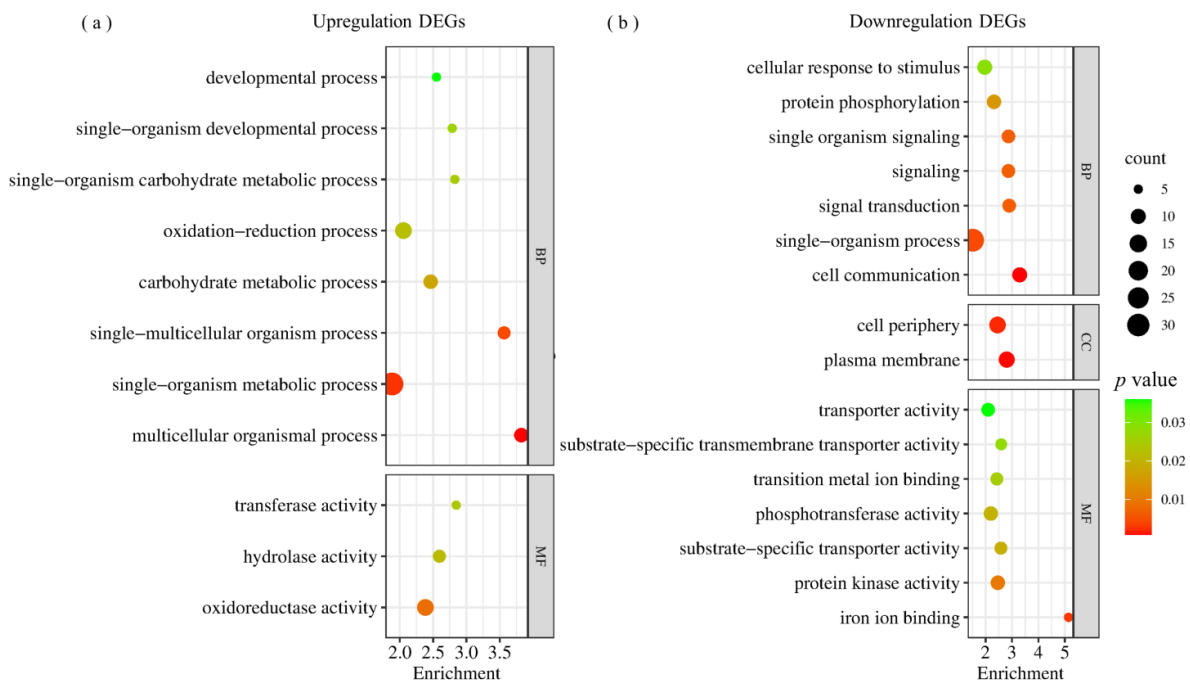 ( a )
Upregulation DEGs
developmental process
single−organism developmental process
single−organism carbohydrate metabolic process
oxidation−reduction process
carbohydrate metabolic process
single−multicellular organism process
single−organism metabolic process
multicellular organismal process
BP
transferase activity
hydrolase activity
oxidoreductase activity
MF
2.0 2.5 3.0 3.5
Enrichment
( b )
Downregulation DEGs
cellular response to stimulus
protein phosphorylation
single organism signaling
signaling
signal transduction
single−organism process
cell communication
BP
cell periphery
plasma membrane
CC
transporter activity
substrate−specific transmembrane transporter activity
transition metal ion binding
phosphotransferase activity
substrate−specific transporter activity
protein kinase activity
iron ion binding
MF
2 3 4 5
Enrichment
count
5
10
15
20
25
30
p value
0.03
0.02
0.01